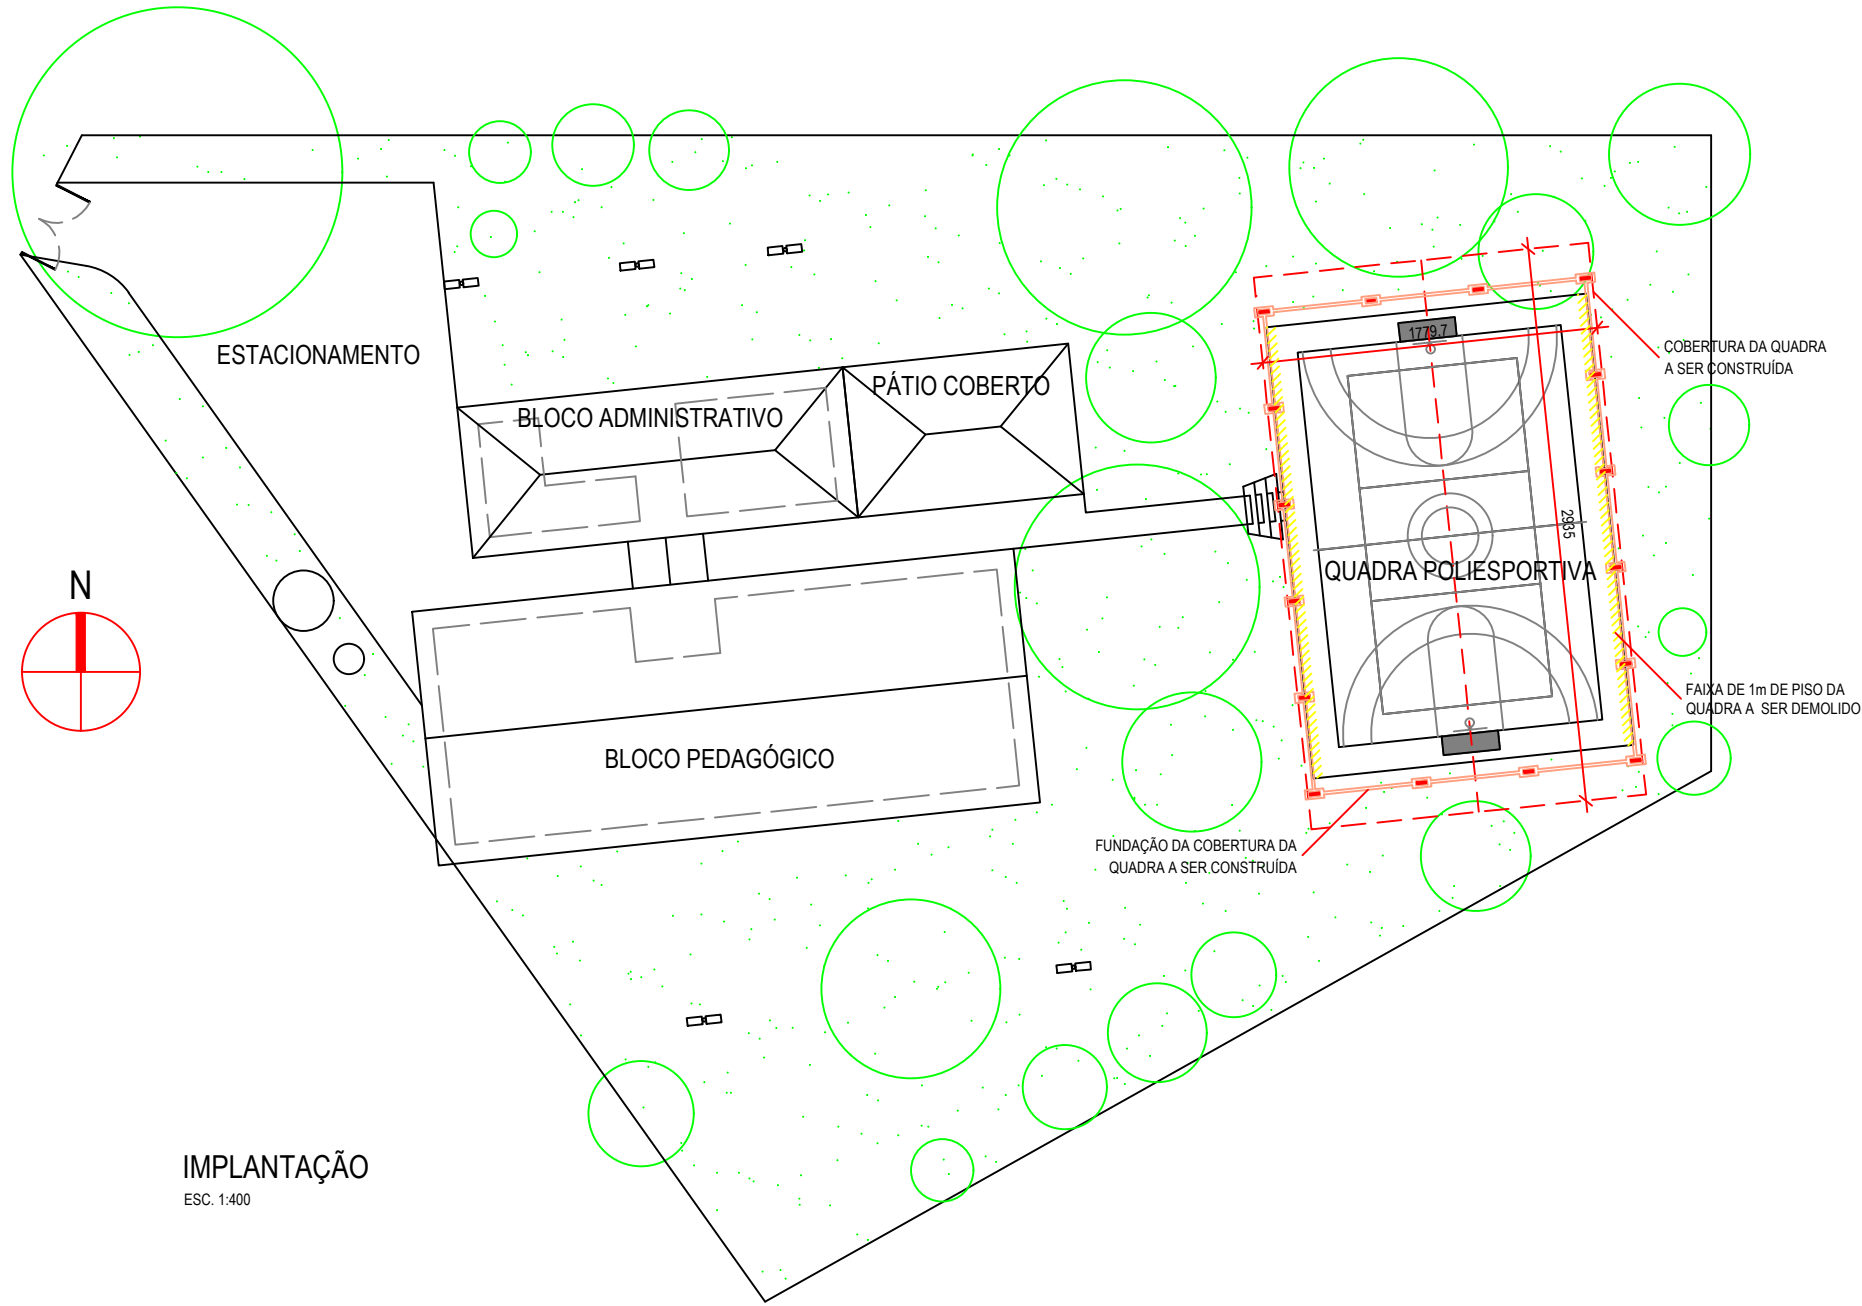 ESTACIONAMENTO
BLOCO ADMINISTRATIVO
PÁTIO COBERTO
1779.7
COBERTURA DA QUADRA
A SER CONSTRUÍDA
2935
QUADRA POLIESPORTIVA
N
FAIXA DE 1m DE PISO DA
QUADRA A SER DEMOLIDO
BLOCO PEDAGÓGICO
FUNDAÇÃO DA COBERTURA DA
QUADRA A SER CONSTRUÍDA
IMPLANTAÇÃO
ESC. 1:400